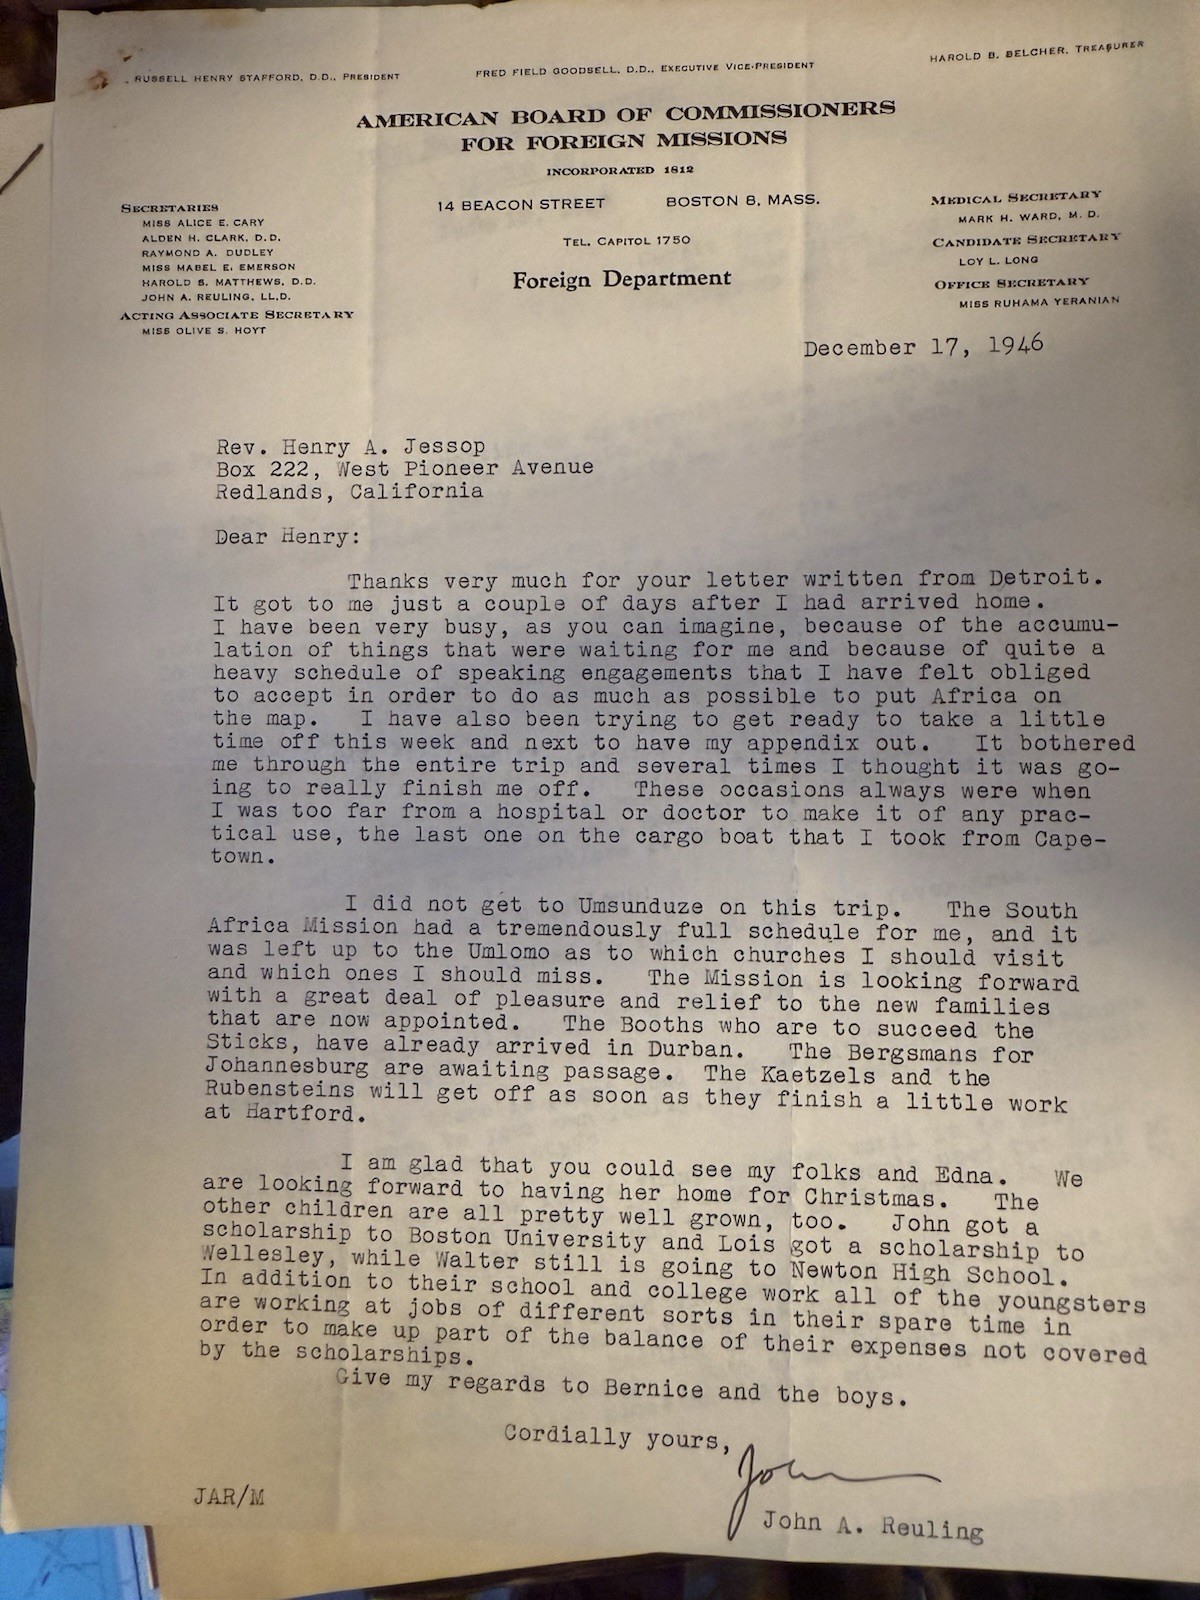 RUSSELL HENRY STAFFORD, D.D., PRESIDENT
FRED FIELD GOODSELL, D.D., EXECUTIVE VICE-PRESIDENT
HAROLD B. BELCHER, TREASURER
AMERICAN BOARD OF COMMISSIONERS
FOR FOREIGN MISSIONS
INCORPORATED 1812
14 BEACON STREET BOSTON 8, MASS.
TEL. CAPITOL 1750
Foreign Department
SECRETARIES
MISS ALICE E. CARY
ALDEN H. CLARK, D.D.
RAYMOND A. DUDLEY
MISS MABEL E. EMERSON
HAROLD S. MATTHEWS, D.D.
JOHN A. REULING, LL.D.
ACTING ASSOCIATE SECRETARY
MISS OLIVE S. HOYT
MEDICAL SECRETARY
MARK H. WARD, M. D.
CANDIDATE SECRETARY
LOY L. LONG
OFFICE SECRETARY
MISS RUHAMA YERANIAN
December 17, 1946
Rev. Henry A. Jessop
Box 222, West Pioneer Avenue
Redlands, California
Dear Henry:
Thanks very much for your letter written from Detroit.
It got to me just a couple of days after I had arrived home.
I have been very busy, as you can imagine, because of the accumu-
lation of things that were waiting for me and because of quite a
heavy schedule of speaking engagements that I have felt obliged
to accept in order to do as much as possible to put Africa on
the map. I have also been trying to get ready to take a little
time off this week and next to have my appendix out. It bothered
me through the entire trip and several times I thought it was go-
ing to really finish me off. These occasions always were when
I was too far from a hospital or doctor to make it of any prac-
tical use, the last one on the cargo boat that I took from Cape-
town.
I did not get to Umsunduze on this trip. The South
Africa Mission had a tremendously full schedule for me, and it
was left up to the Umlomo as to which churches I should visit
and which ones I should miss. The Mission is looking forward
with a great deal of pleasure and relief to the new families
that are now appointed. The Booths who are to succeed the
Sticks, have already arrived in Durban. The Bergsmans for
Johannesburg are awaiting passage. The Kaetzels and the
Rubensteins will get off as soon as they finish a little work
at Hartford.
I am glad that you could see my folks and Edna. We
are looking forward to having her home for Christmas. The
other children are all pretty well grown, too. John got a
scholarship to Boston University and Lois got a scholarship to
Wellesley, while Walter still is going to Newton High School.
In addition to their school and college work all of the youngsters
are working at jobs of different sorts in their spare time in
order to make up part of the balance of their expenses not covered
by the scholarships.
Give my regards to Bernice and the boys.
Cordially yours,
John
John A. Reuling
JAR/M